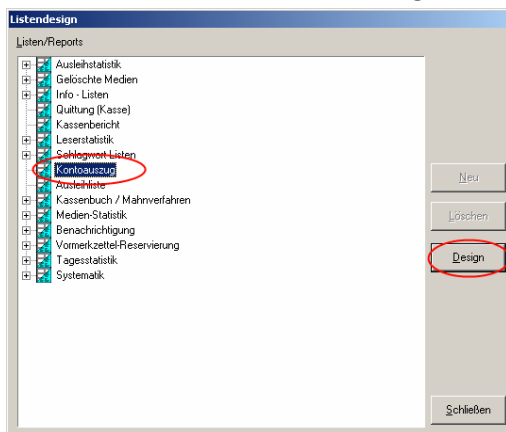 Listendesign
Listen/Reports
Ausleihstatistik
Gelöschte Medien
Info - Listen
Quittung (Kasse)
Kassenbericht
Leserstatistik
Schlagwort Listen
Kontoauszug
Ausleihliste
Kassenbuch / Mahnverfahren
Medien-Statistik
Benachrichtigung
Vormerkzettel-Reservierung
Tagesstatistik
Systematik
Neu
Löschen
Design
Schließen